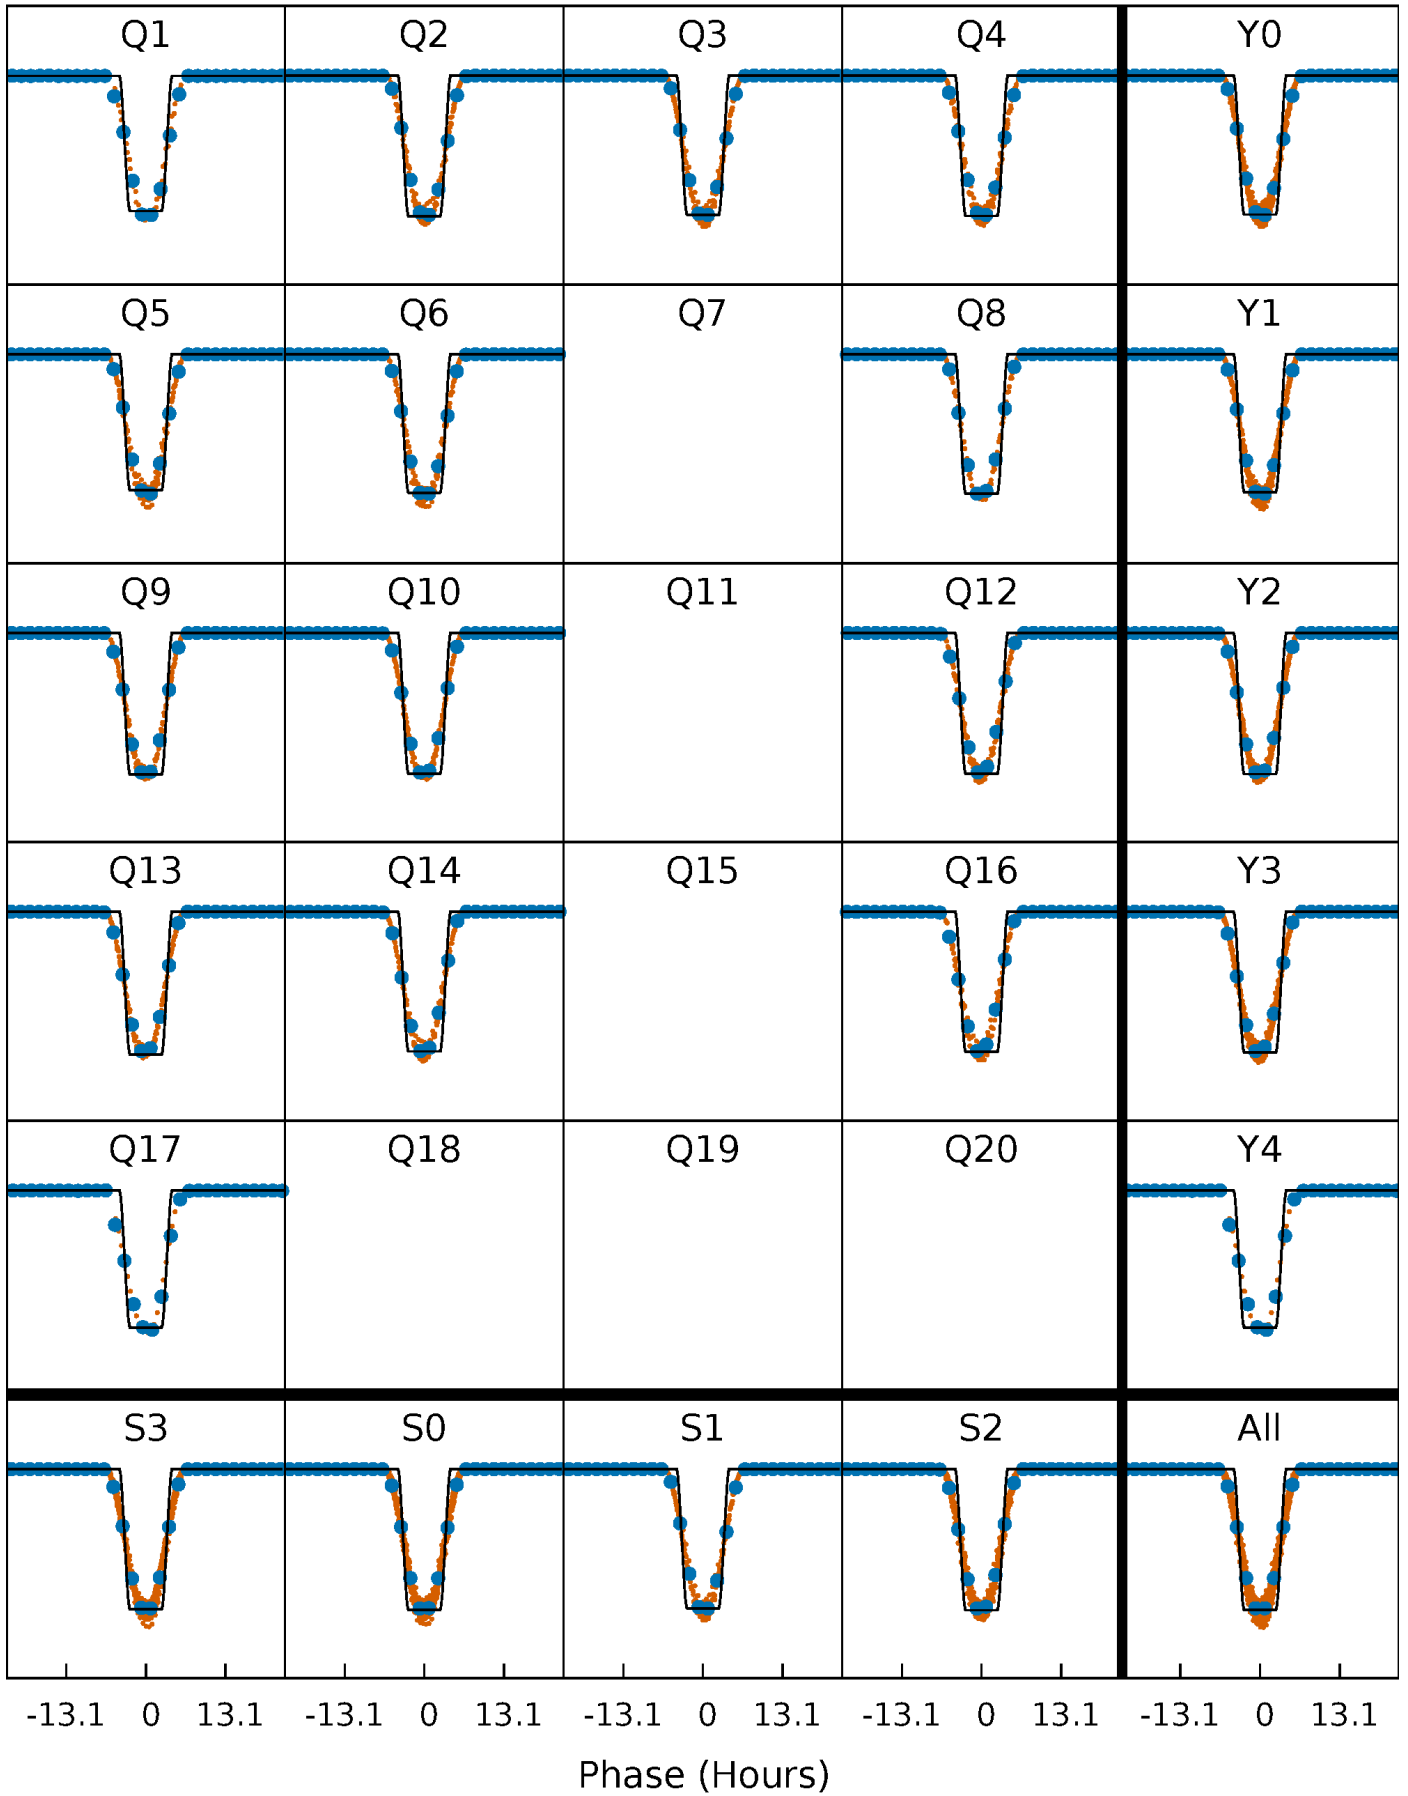 Q1 Q2 Q3 Q4 Y0
Q5 Q6 Q7 Q8 Y1
Q9 Q10 Q11 Q12 Y2
Q13 Q14 Q15 Q16 Y3
Q17 Q18 Q19 Q20 Y4
S3 S0 S1 S2 All
-13.1 0 13.1 -13.1 0 13.1 -13.1 0 13.1 -13.1 0 13.1 -13.1 0 13.1
Phase (Hours)